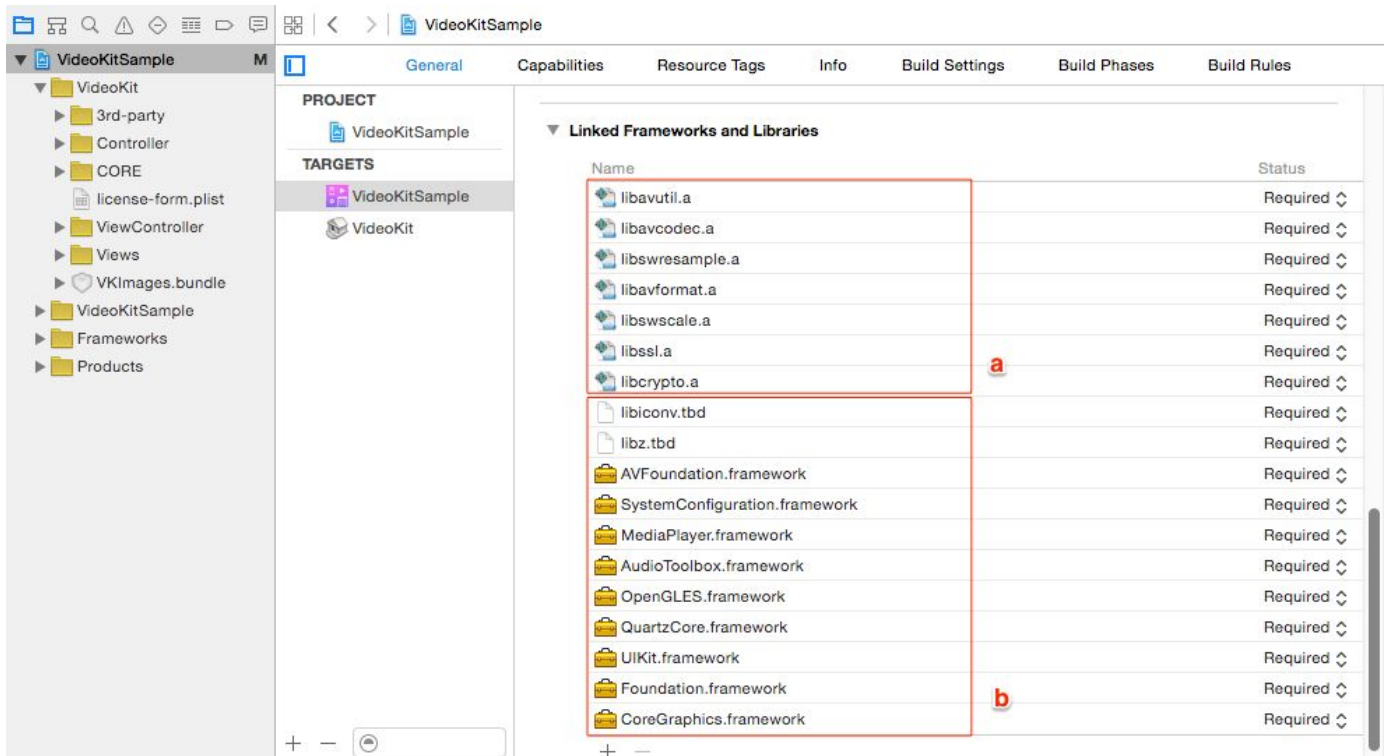 VideoKitSample
VideoKitSample M
General Capabilities Resource Tags Info Build Settings Build Phases Build Rules
VideoKit
3rd-party
Controller
CORE
license-form.plist
ViewController
Views
VKImages.bundle
VideoKitSample
Frameworks
Products
PROJECT
VideoKitSample
TARGETS
VideoKitSample
VideoKit
Linked Frameworks and Libraries
Name Status
libavutil.a Required
libavcodec.a Required
libswresample.a Required
libavformat.a Required
libswscale.a Required
libssl.a Required
a
libcrypto.a Required
libiconv.tbd Required
libz.tbd Required
AVFoundation.framework Required
SystemConfiguration.framework Required
MediaPlayer.framework Required
AudioToolbox.framework Required
OpenGLES.framework Required
QuartzCore.framework Required
UIKit.framework Required
Foundation.framework Required
b
CoreGraphics.framework Required